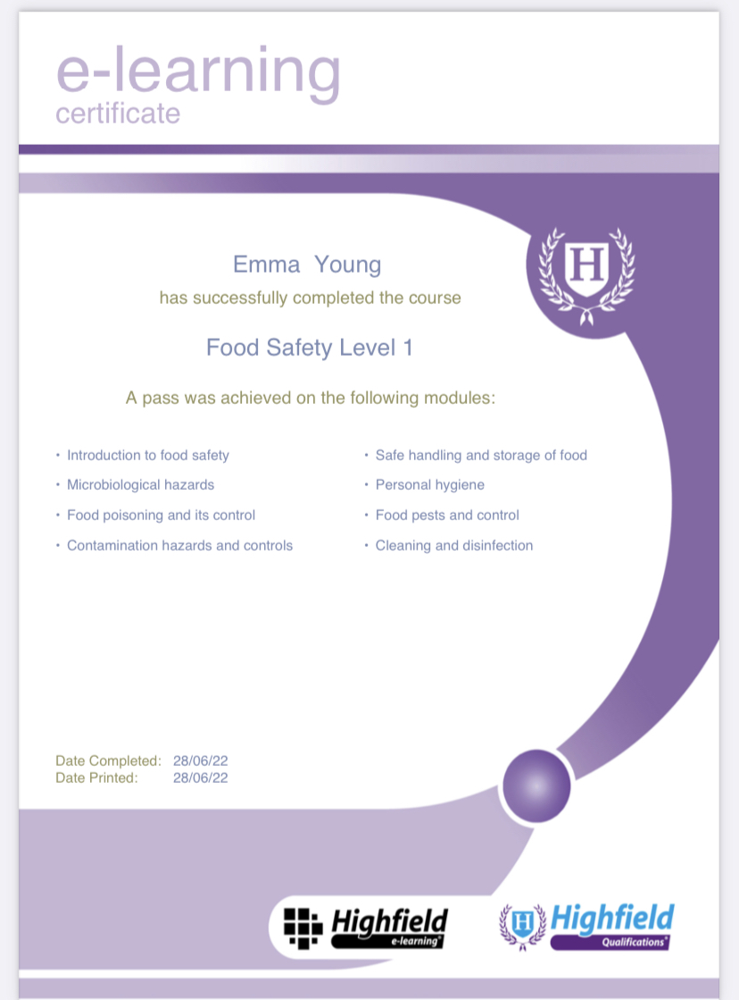 e-learning
certificate
H
Emma Young
has successfully completed the course
Food Safety Level 1
A pass was achieved on the following modules:
• Introduction to food safety
• Microbiological hazards
• Food poisoning and its control
• Contamination hazards and controls
• Safe handling and storage of food
• Personal hygiene
• Food pests and control
• Cleaning and disinfection
Date Completed: 28/06/22
Date Printed: 28/06/22
Highfield
e-learning®
H
Highfield
Qualifications®